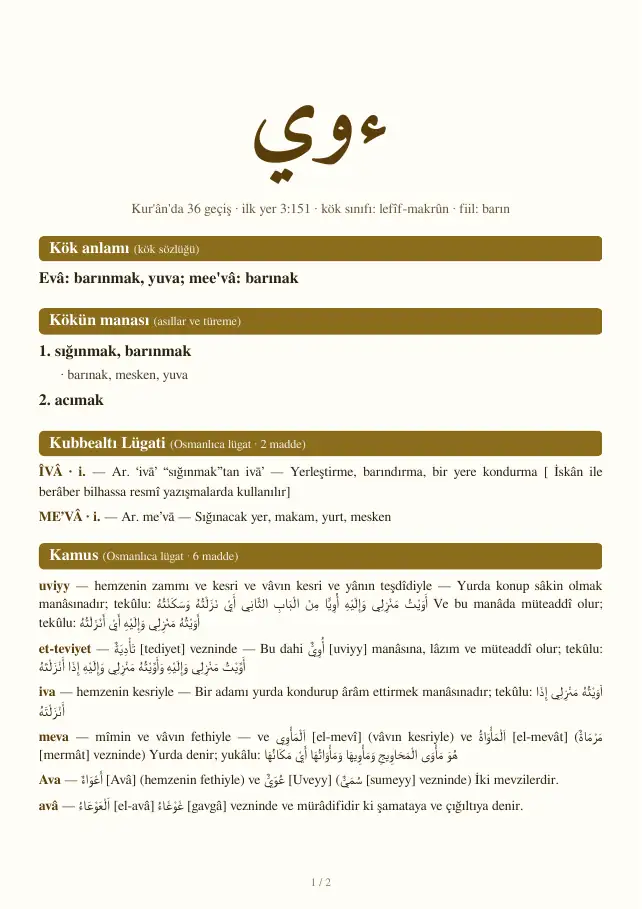 ءوي
Kur'ân'da 36 geçiş · ilk yer 3:151 · kök sınıfı: lefîf-makrûn · fiil: barın
Kök anlamı (kök sözlüğü)
Evâ: barınmak, yuva; mee'vâ: barınak
Kökün manası (asıllar ve türeme)
1. sığınmak, barınmak
· barınak, mesken, yuva
2. acımak
Kubbealtı Lügati (Osmanlıca lügat · 2 madde)
ÎVÂ · i. — Ar. ‘ivā’ “sığınmak”tan ivā’ — Yerleştirme, barındırma, bir yere kondurma [ İskân ile
berâber bilhassa resmî yazışmalarda kullanılır]
ME’VÂ · i. — Ar. me’vā — Sığınacak yer, makam, yurt, mesken
Kamus (Osmanlıca lügat · 6 madde)
uviyy — hemzenin zammı ve kesri ve vâvın kesri ve yânın teşdîdiyle — Yurda konup sâkin olmak
manâsınadır; tekûlu: أَوَيْتُ مَنْزِلِي وَإِلَيْهِ أُوِيًّا مِنَ الْبَابِ الثَّانِي أَيْ نَزَلْتُهُ وَسَكَنْتُهُ Ve bu manâda müteaddî olur;
tekûlu: أَوَيْتُهُ مَنْزِلِي وَإِلَيْهِ أَيْ أَنْزَلْتُهُ
et-teviyet — تَأْدِيَةٌ [tediyet] vezninde — Bu dahi أُوِيٌّ [uviyy] manâsına, lâzım ve müteaddî olur; tekûlu:
أَوَّيْتُ مَنْزِلِي وَإِلَيْهِ وَأَوَّيْتُهُ مَنْزِلِي وَإِلَيْهِ إِذَا أَنْزَلْتَهُ
iva — hemzenin kesriyle — Bir adamı yurda kondurup ârâm ettirmek manâsınadır; tekûlu: آوَيْتُهُ مَنْزِلِي إِذَا
أَنْزَلْتَهُ
meva — mîmin ve vâvın fethiyle — ve اَلْمَأْوِي [el-mevî] (vâvın kesriyle) ve اَلْمَأْوَاةُ [el-mevât] (مَرْمَاةٌ
[mermât] vezninde) Yurda denir; yukâlu: هُوَ مَأْوَى الْمَحَاوِيجِ وَمَأْوِيهَا وَمَأْوَاتُهَا أَيْ مَكَانُهَا
Ava — أَعْوَاءٌ [Avâ] (hemzenin fethiyle) ve عُوَيٌّ [Uveyy] (سُمَيٌّ [sumeyy] vezninde) İki mevzilerdir.
avâ — اَلْعَوْعَاءُ [el-avâ] غَوْغَاءُ [gavgâ] vezninde ve mürâdifidir ki şamataya ve çığıltıya denir.
1 / 2